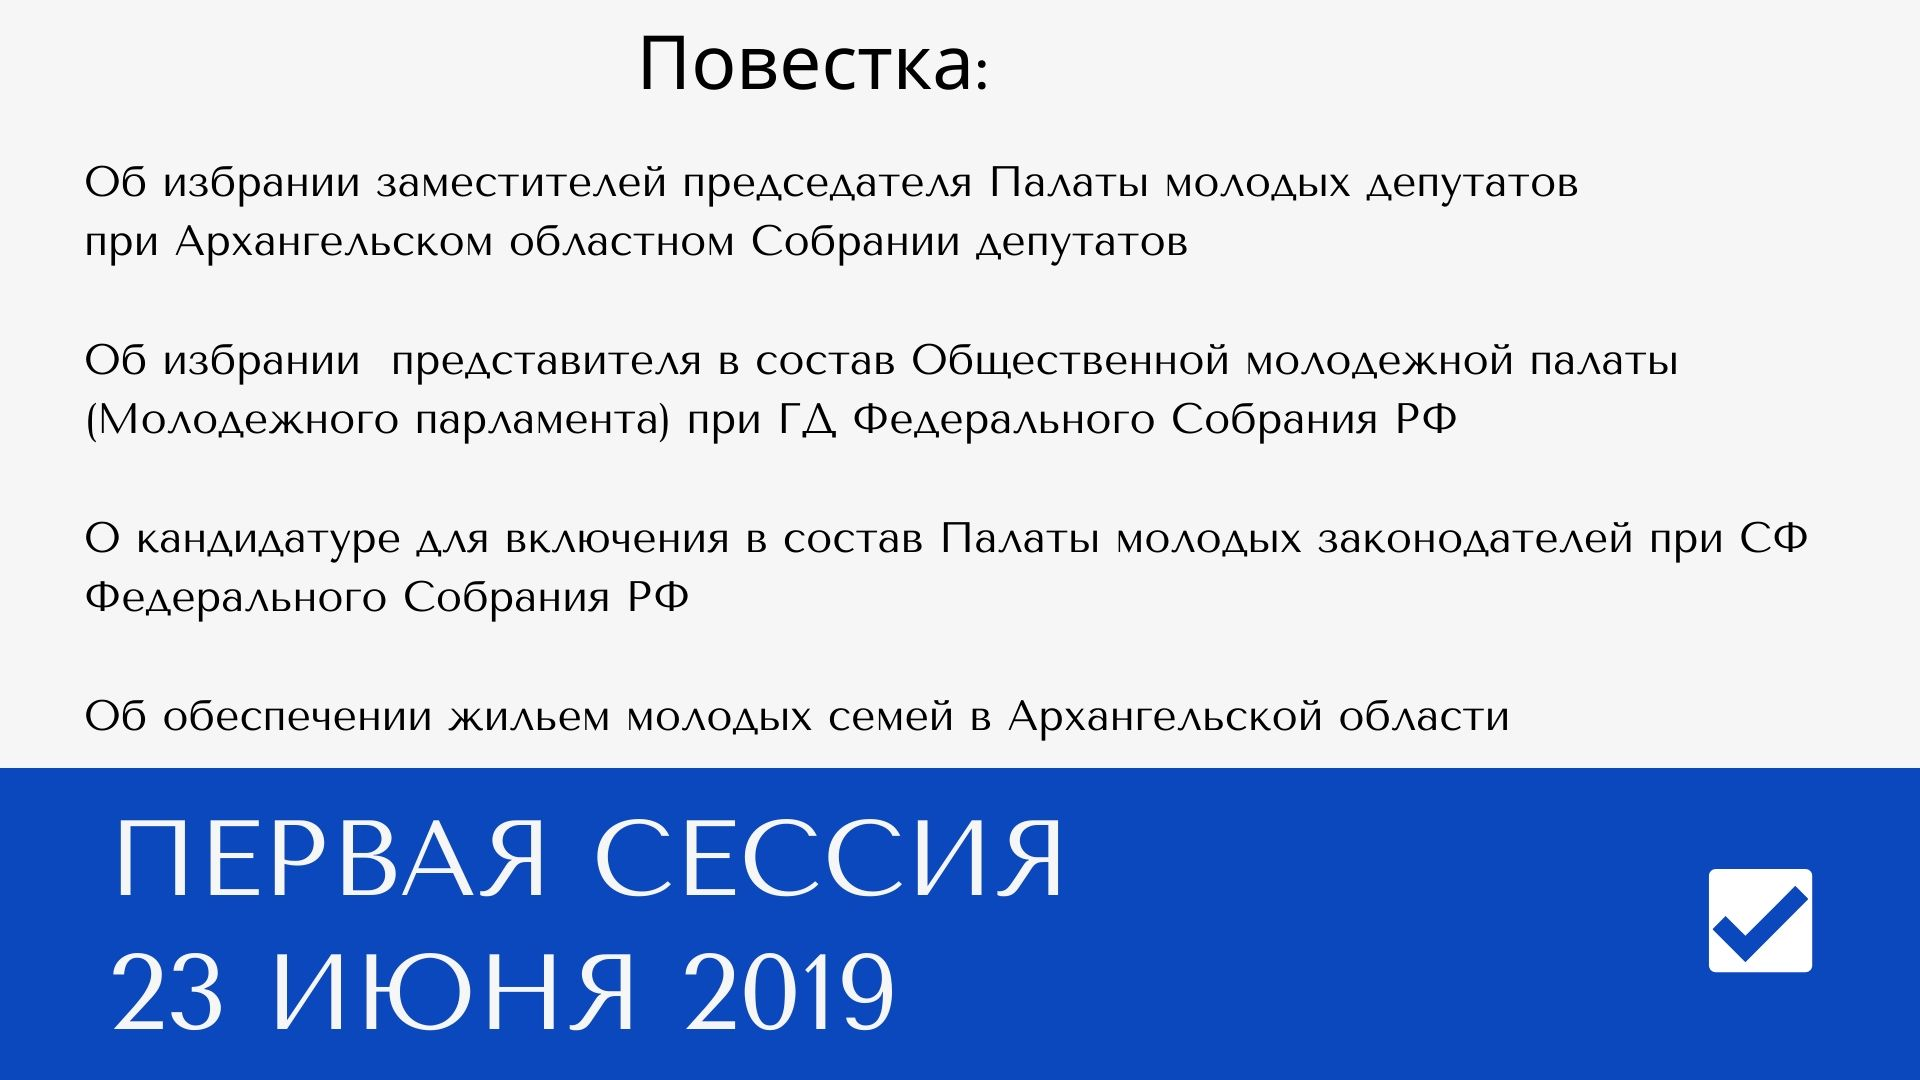 Повестка:
Об избрании заместителей председателя Палаты молодых депутатов
при Архангельском областном Собрании депутатов
Об избрании  представителя в состав Общественной молодежной палаты
(Молодежного парламента) при ГД Федерального Собрания РФ
О кандидатуре для включения в состав Палаты молодых законодателей при СФ
Федерального Собрания РФ
Об обеспечении жильем молодых семей в Архангельской области
ПЕРВАЯ СЕССИЯ
23 ИЮНЯ 2019